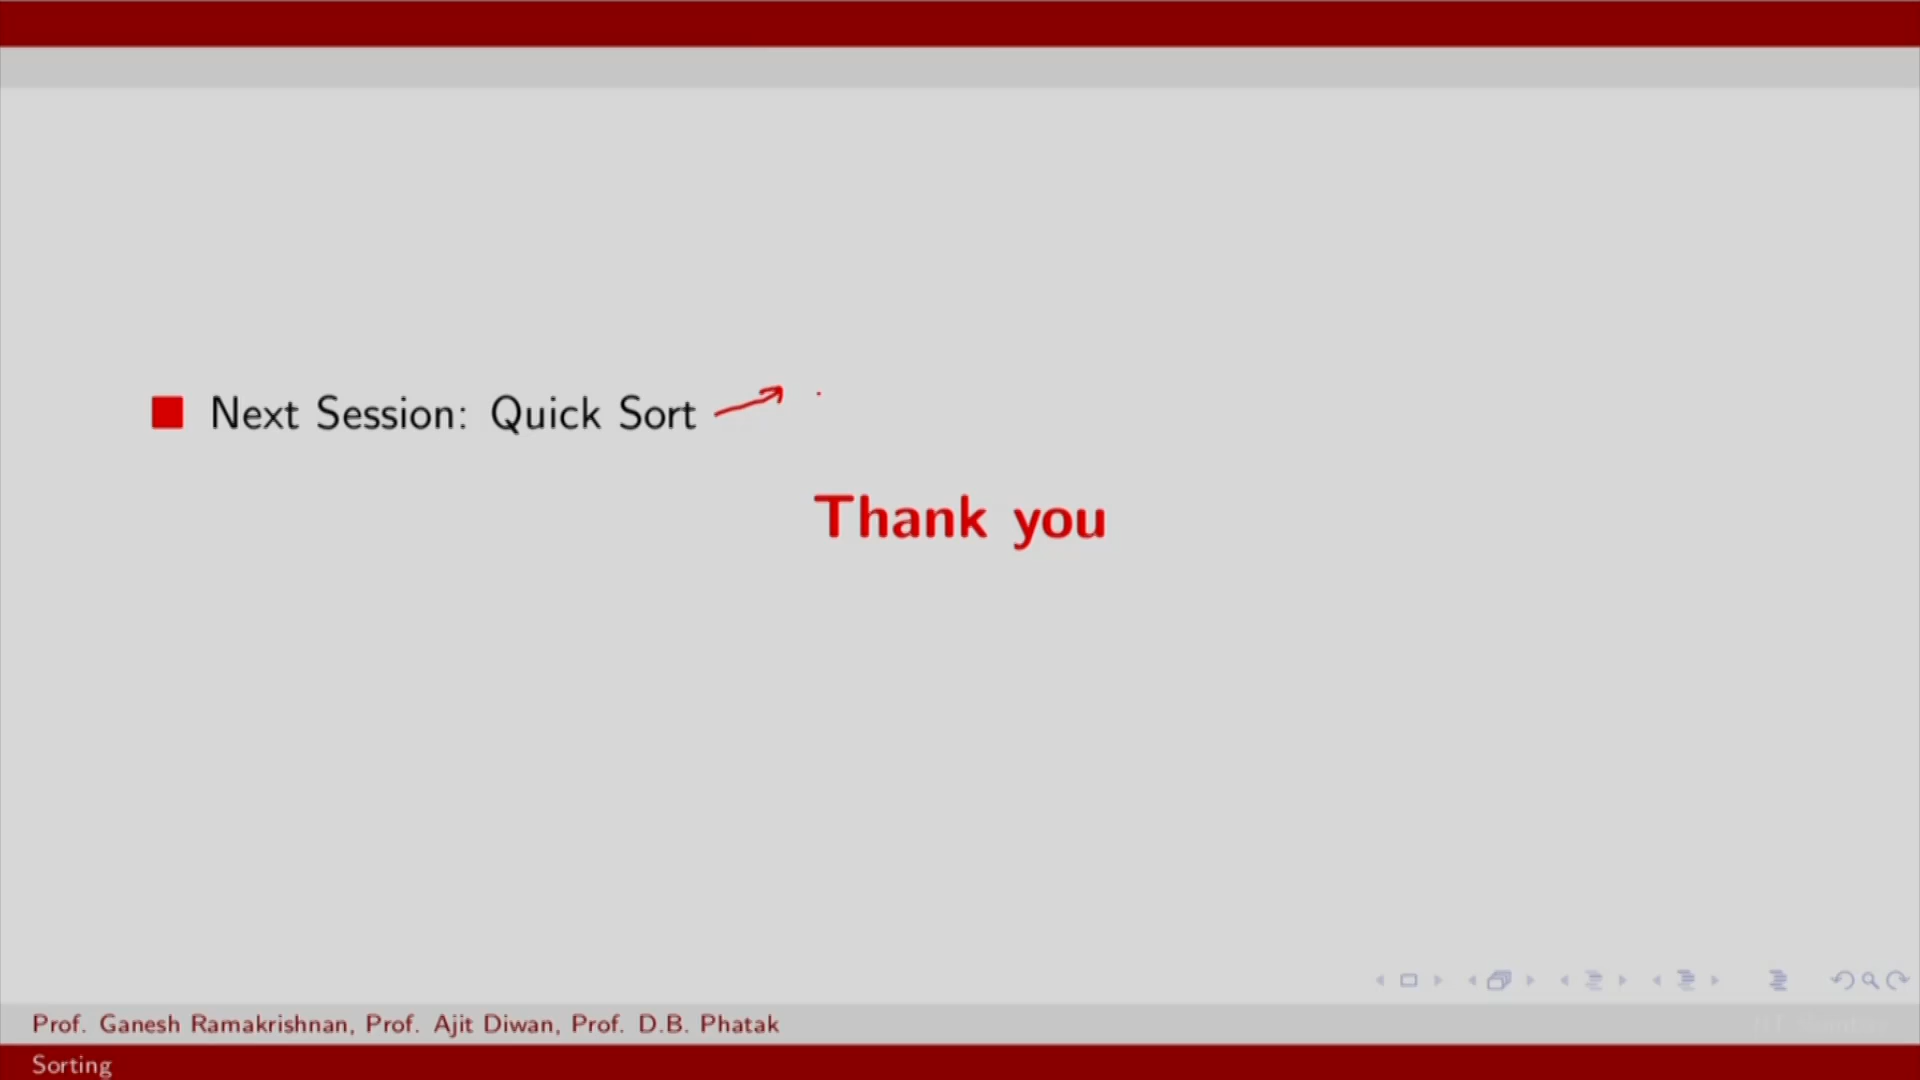 Next Session: Quick Sort
Thank you
Prof. Ganesh Ramakrishnan, Prof. Ajit Diwan, Prof. D.B. Phatak
Sorting